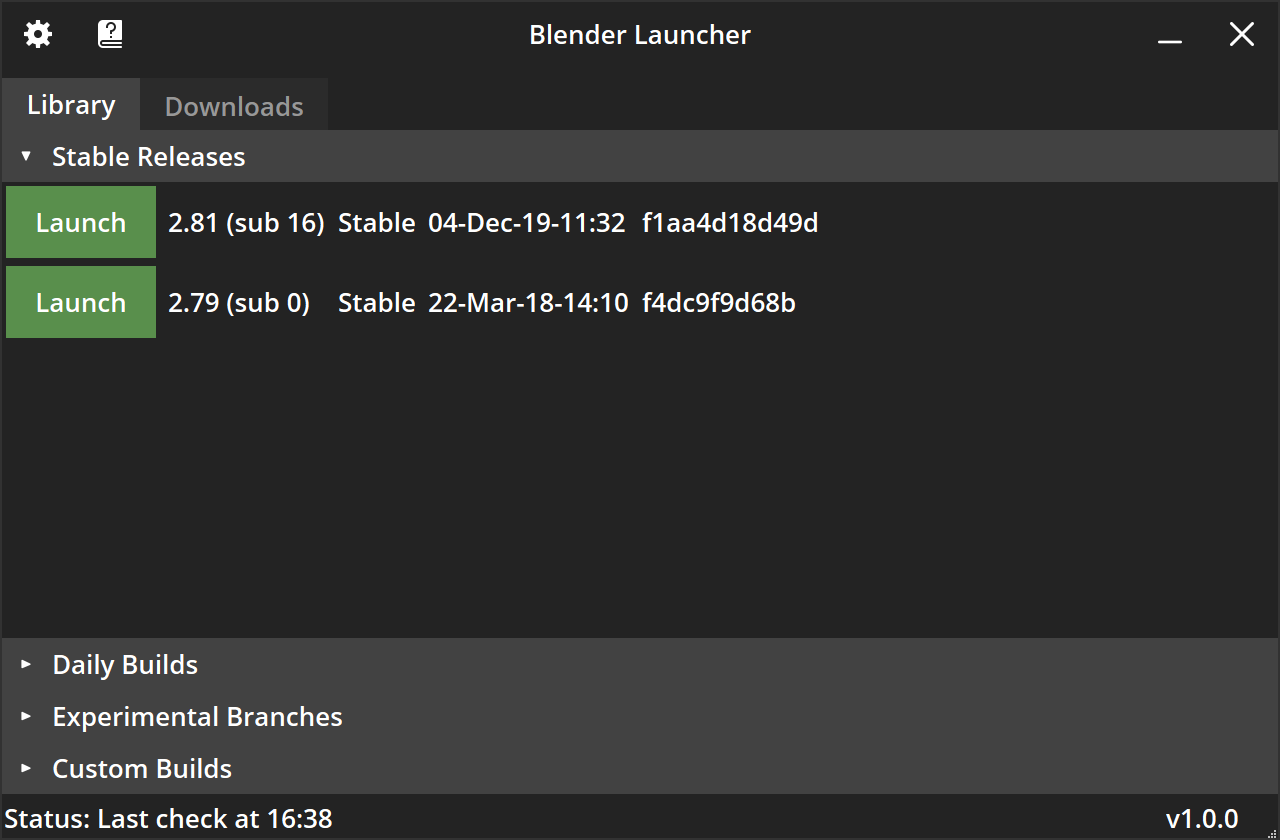 Blender Launcher
Library Downloads
Stable Releases
Launch 2.81 (sub 16) Stable 04-Dec-19-11:32 f1aa4d18d49d
Launch 2.79 (sub 0) Stable 22-Mar-18-14:10 f4dc9f9d68b
Daily Builds
Experimental Branches
Custom Builds
Status: Last check at 16:38 v1.0.0